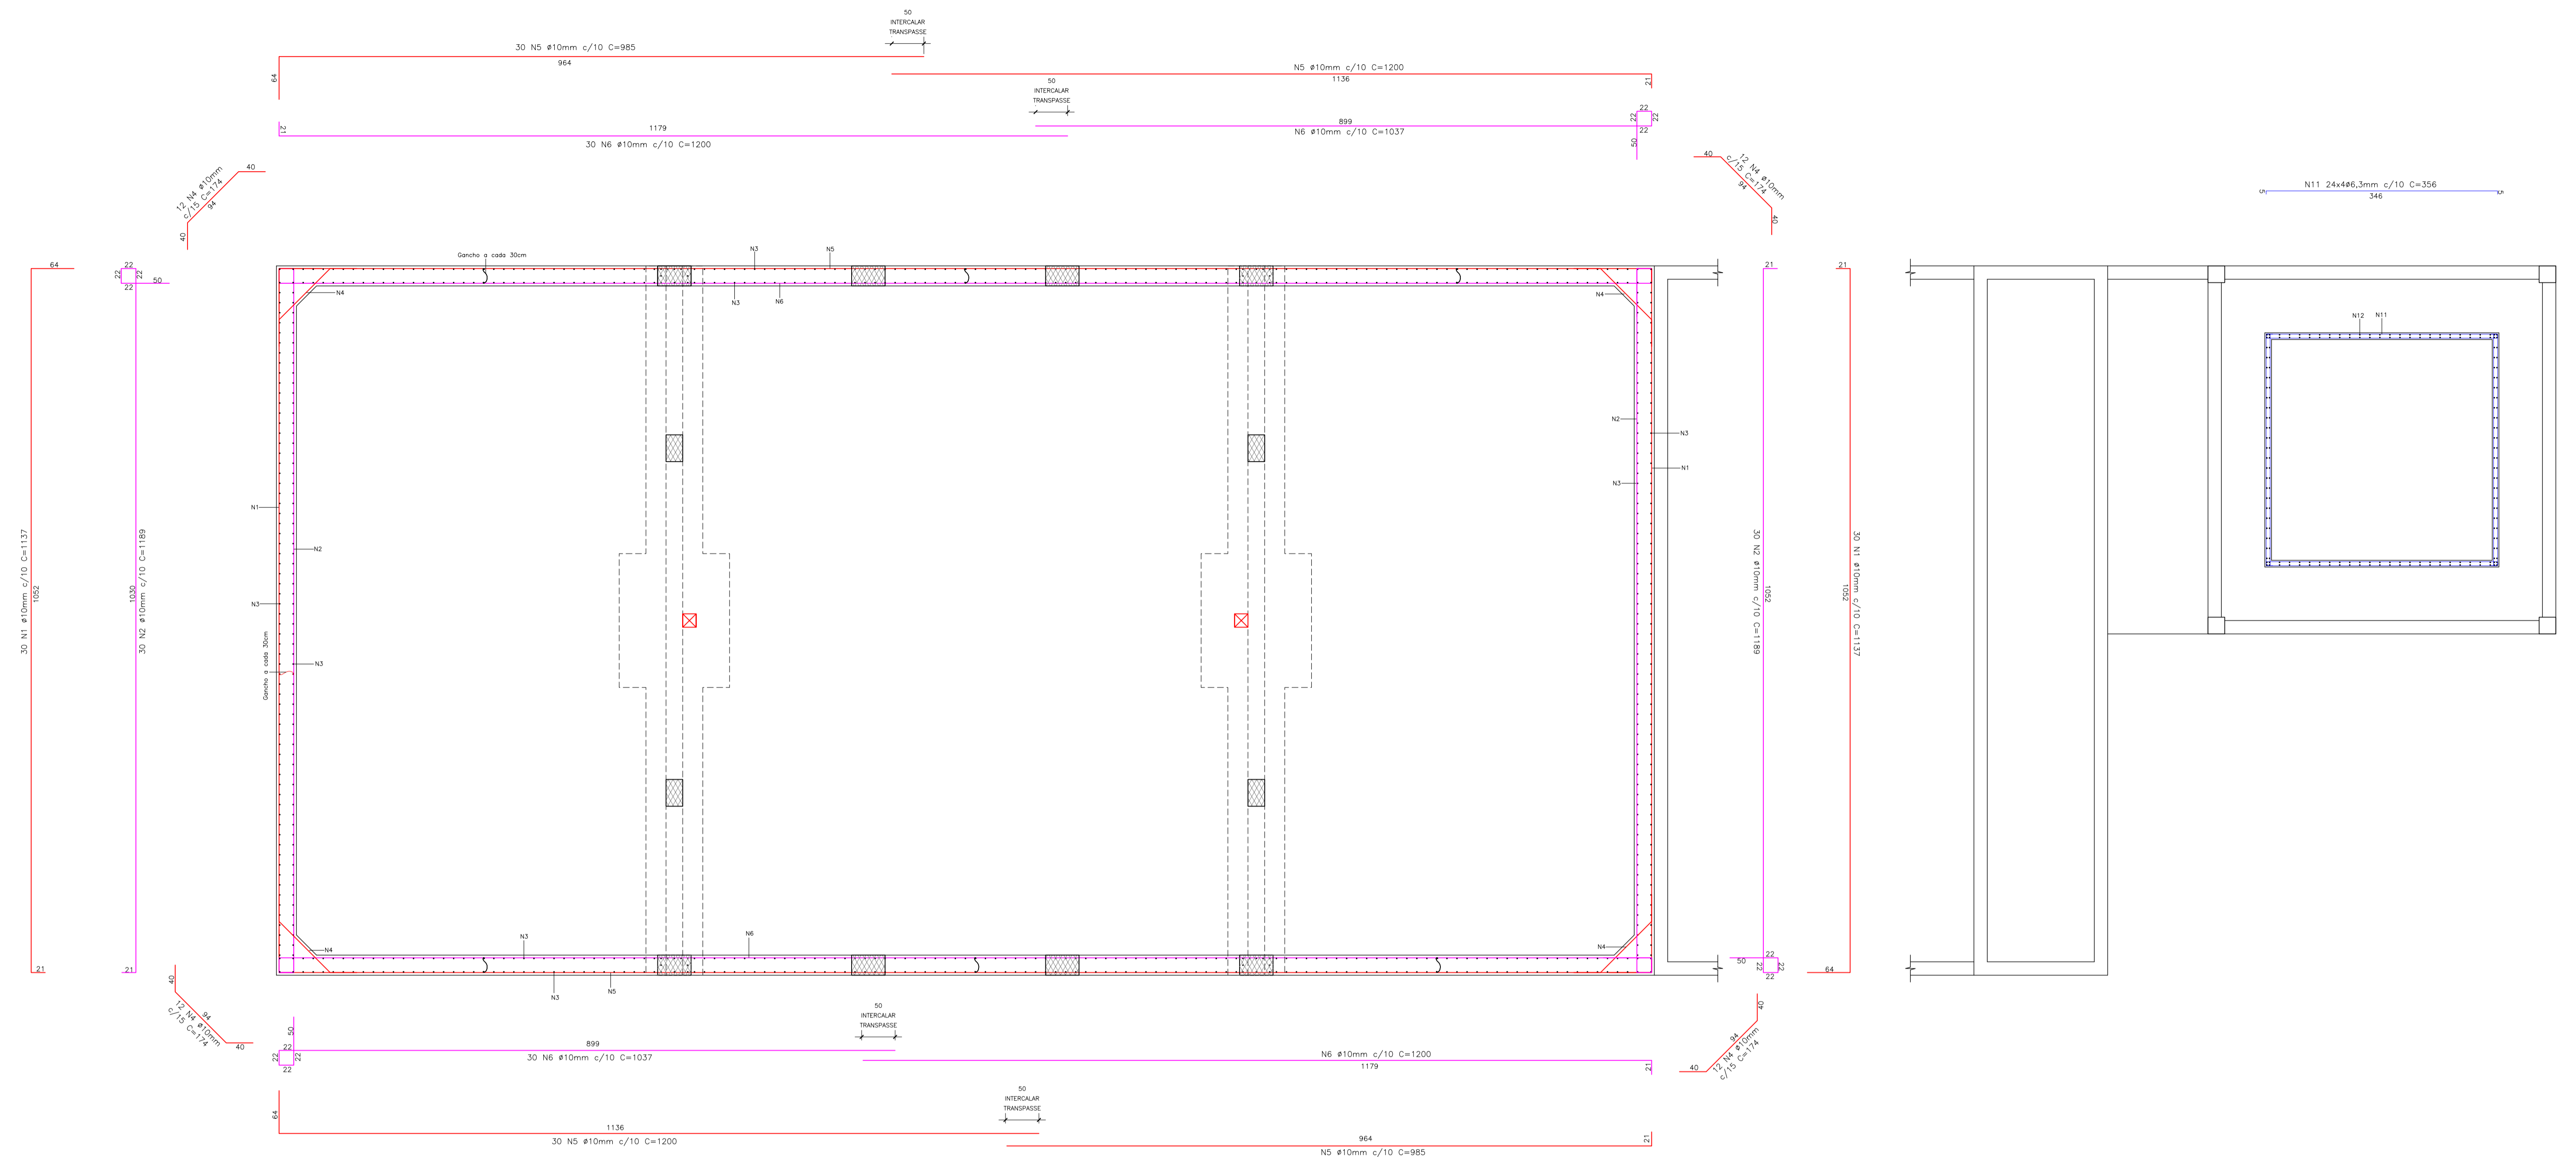 50
INTERCALAR
TRANSPASSE
30 N5 ø10mm c/10 C=985
964
64
N5 ø10mm c/10 C=1200
1136
21
50
INTERCALAR
TRANSPASSE
21
1179
30 N6 ø10mm c/10 C=1200
899
N6 ø10mm c/10 C=1037
22
22
22
22
50
40
12 N4 ø10mm
c/15 C=174
94
40
40
12 N4 ø10mm
c/15 C=174
94
40
N11 24x4ø6,3mm c/10 C=356
346
5
5
64
30 N1 ø10mm c/10 C=1137
1052
21
22
22
22
22
50
1030
30 N2 ø10mm c/10 C=1189
21
Gancho a cada 30cm
N3
N5
N4
N3
N6
N4
N2
N3
N1
N3
N1
N2
N3
N3
Gancho a cada 30cm
N4
N3
N6
N4
N3
N5
21
30 N2 ø10mm c/10 C=1189
1052
22
50
22
22
22
21
1052
30 N1 ø10mm c/10 C=1137
64
N12
N11
40
94
12 N4 ø10mm
c/15 C=174
40
40
94
12 N4 ø10mm
c/15 C=174
40
50
INTERCALAR
TRANSPASSE
50
22
22
22
22
899
30 N6 ø10mm c/10 C=1037
N6 ø10mm c/10 C=1200
1179
21
50
INTERCALAR
TRANSPASSE
64
1136
30 N5 ø10mm c/10 C=1200
964
N5 ø10mm c/10 C=985
21